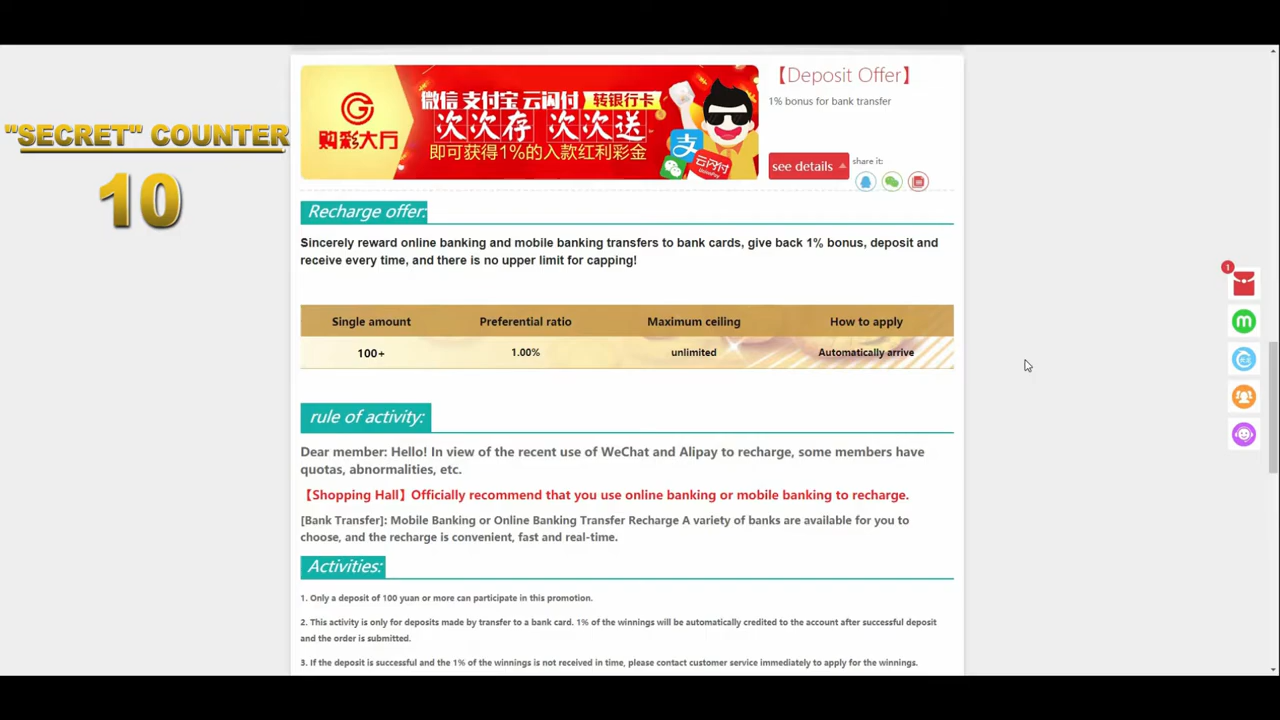 "SECRET" COUNTER
10
购彩大厅
微信 支付宝 云闪付 转银行卡
次次存 次次送
即可获得1%的入款红利彩金
支
云闪付
UnionPay
【Deposit Offer】
1% bonus for bank transfer
see details
share it:
Recharge offer:
Sincerely reward online banking and mobile banking transfers to bank cards, give back 1% bonus, deposit and
receive every time, and there is no upper limit for capping!
Single amount Preferential ratio Maximum ceiling How to apply
100+ 1.00% unlimited Automatically arrive
rule of activity:
Dear member: Hello! In view of the recent use of WeChat and Alipay to recharge, some members have
quotas, abnormalities, etc.
【Shopping Hall】Officially recommend that you use online banking or mobile banking to recharge.
[Bank Transfer]: Mobile Banking or Online Banking Transfer Recharge A variety of banks are available for you to
choose, and the recharge is convenient, fast and real-time.
Activities:
1. Only a deposit of 100 yuan or more can participate in this promotion.
2. This activity is only for deposits made by transfer to a bank card. 1% of the winnings will be automatically credited to the account after successful deposit
and the order is submitted.
3. If the deposit is successful and the 1% of the winnings is not received in time, please contact customer service immediately to apply for the winnings.
1
m